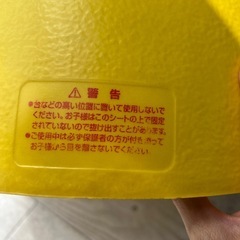 ⚠ 警告
●台などの高い位置に置いて使用しないで
ください。お子様はこのシートの上で固定
されていないので抜け出すことがあります。
●ご使用中は必ず保護者の方が付き添って
お子様から目を離さないでください。